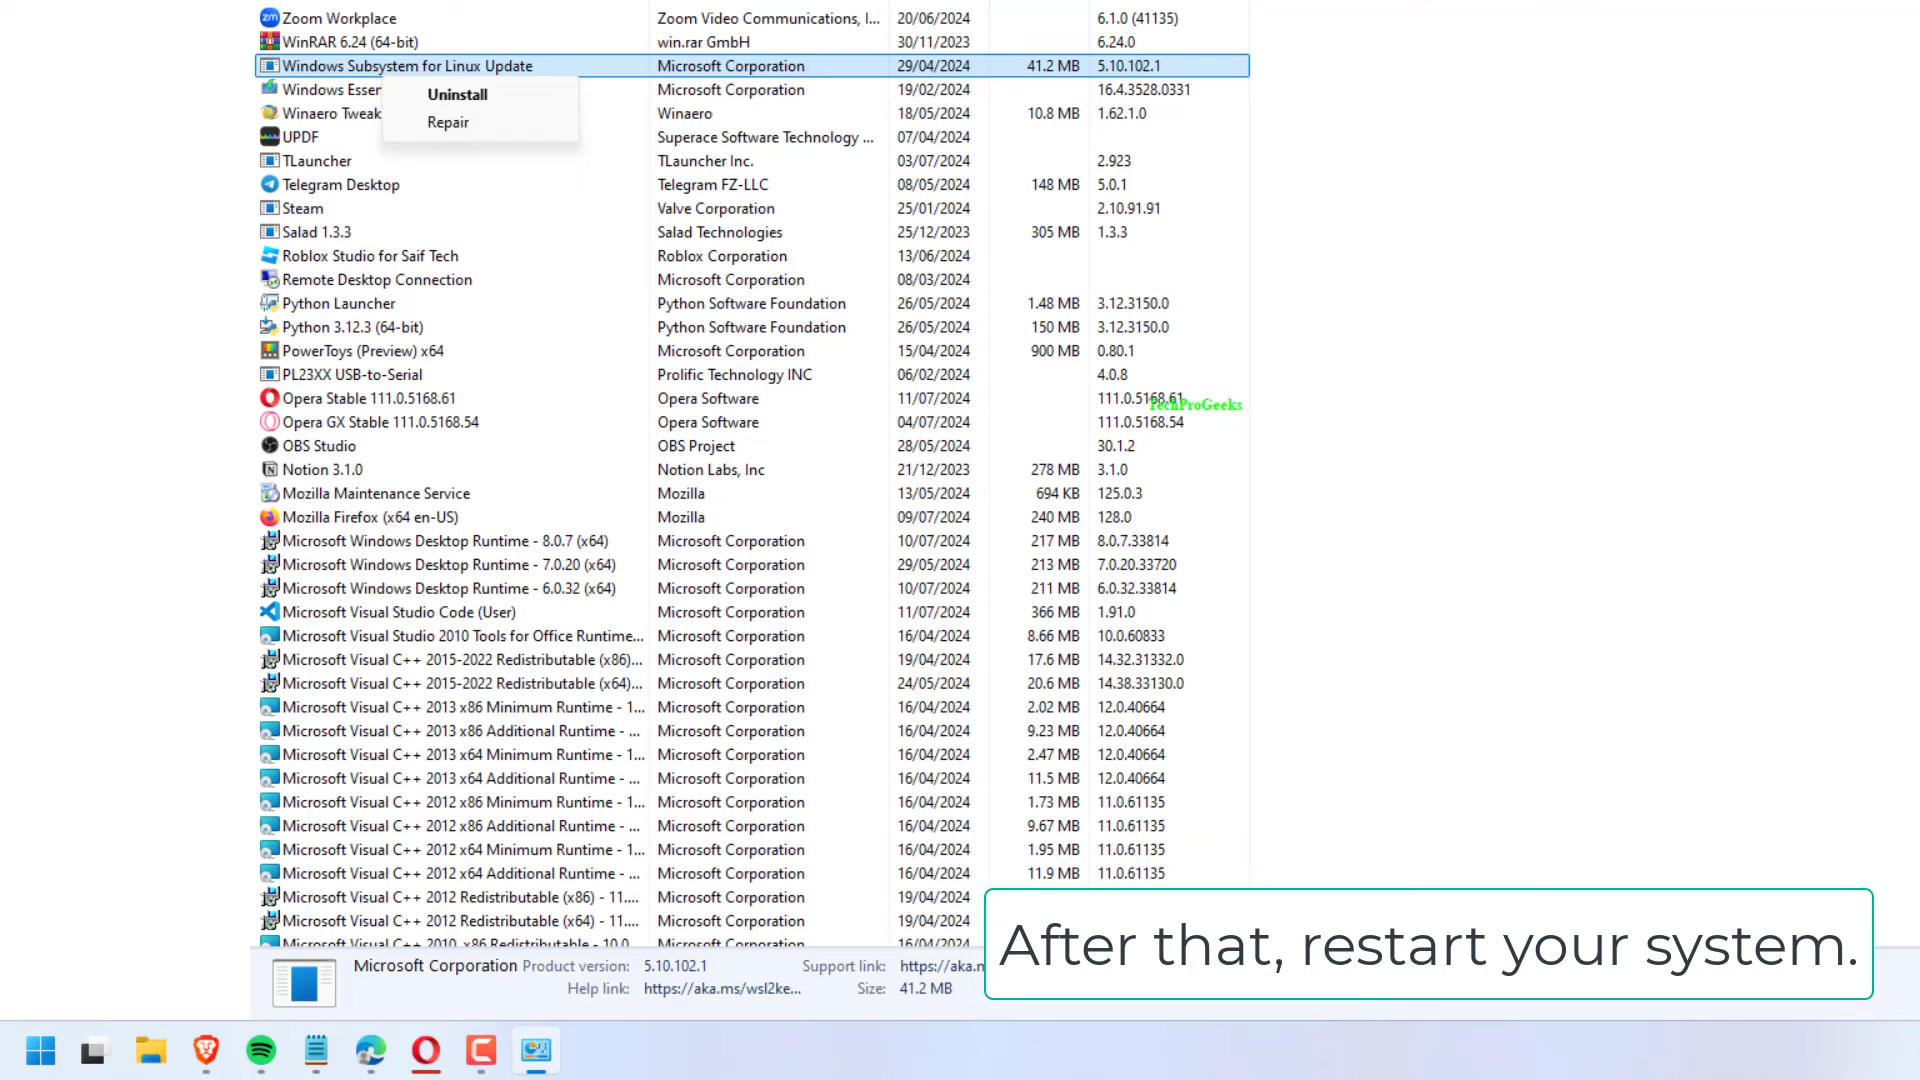 Zoom Workplace Zoom Video Communications, I... 20/06/2024 6.1.0 (41135)
WinRAR 6.24 (64-bit) win.rar GmbH 30/11/2023 6.24.0
Windows Subsystem for Linux Update Microsoft Corporation 29/04/2024 41.2 MB 5.10.102.1
Windows Essen Microsoft Corporation 19/02/2024 16.4.3528.0331
Uninstall
Winaero Tweak Winaero 18/05/2024 10.8 MB 1.62.1.0
Repair
UPDF Superace Software Technology ... 07/04/2024
TLauncher TLauncher Inc. 03/07/2024 2.923
Telegram Desktop Telegram FZ-LLC 08/05/2024 148 MB 5.0.1
Steam Valve Corporation 25/01/2024 2.10.91.91
Salad 1.3.3 Salad Technologies 25/12/2023 305 MB 1.3.3
Roblox Studio for Saif Tech Roblox Corporation 13/06/2024
Remote Desktop Connection Microsoft Corporation 08/03/2024
Python Launcher Python Software Foundation 26/05/2024 1.48 MB 3.12.3150.0
Python 3.12.3 (64-bit) Python Software Foundation 26/05/2024 150 MB 3.12.3150.0
PowerToys (Preview) x64 Microsoft Corporation 15/04/2024 900 MB 0.80.1
PL23XX USB-to-Serial Prolific Technology INC 06/02/2024 4.0.8
Opera Stable 111.0.5168.61 Opera Software 11/07/2024 111.0.5168.61
TechProGeeks
Opera GX Stable 111.0.5168.54 Opera Software 04/07/2024 111.0.5168.54
OBS Studio OBS Project 28/05/2024 30.1.2
Notion 3.1.0 Notion Labs, Inc 21/12/2023 278 MB 3.1.0
Mozilla Maintenance Service Mozilla 13/05/2024 694 KB 125.0.3
Mozilla Firefox (x64 en-US) Mozilla 09/07/2024 240 MB 128.0
Microsoft Windows Desktop Runtime - 8.0.7 (x64) Microsoft Corporation 10/07/2024 217 MB 8.0.7.33814
Microsoft Windows Desktop Runtime - 7.0.20 (x64) Microsoft Corporation 29/05/2024 213 MB 7.0.20.33720
Microsoft Windows Desktop Runtime - 6.0.32 (x64) Microsoft Corporation 10/07/2024 211 MB 6.0.32.33814
Microsoft Visual Studio Code (User) Microsoft Corporation 11/07/2024 366 MB 1.91.0
Microsoft Visual Studio 2010 Tools for Office Runtime... Microsoft Corporation 16/04/2024 8.66 MB 10.0.60833
Microsoft Visual C++ 2015-2022 Redistributable (x86)... Microsoft Corporation 19/04/2024 17.6 MB 14.32.31332.0
Microsoft Visual C++ 2015-2022 Redistributable (x64)... Microsoft Corporation 24/05/2024 20.6 MB 14.38.33130.0
Microsoft Visual C++ 2013 x86 Minimum Runtime - 1... Microsoft Corporation 16/04/2024 2.02 MB 12.0.40664
Microsoft Visual C++ 2013 x86 Additional Runtime - ... Microsoft Corporation 16/04/2024 9.23 MB 12.0.40664
Microsoft Visual C++ 2013 x64 Minimum Runtime - 1... Microsoft Corporation 16/04/2024 2.47 MB 12.0.40664
Microsoft Visual C++ 2013 x64 Additional Runtime - ... Microsoft Corporation 16/04/2024 11.5 MB 12.0.40664
Microsoft Visual C++ 2012 x86 Minimum Runtime - 1... Microsoft Corporation 16/04/2024 1.73 MB 11.0.61135
Microsoft Visual C++ 2012 x86 Additional Runtime - ... Microsoft Corporation 16/04/2024 9.67 MB 11.0.61135
Microsoft Visual C++ 2012 x64 Minimum Runtime - 1... Microsoft Corporation 16/04/2024 1.95 MB 11.0.61135
Microsoft Visual C++ 2012 x64 Additional Runtime - ... Microsoft Corporation 16/04/2024 11.9 MB 11.0.61135
Microsoft Visual C++ 2012 Redistributable (x86) - 11.... Microsoft Corporation 19/04/2024
Microsoft Visual C++ 2012 Redistributable (x64) - 11.... Microsoft Corporation 19/04/2024
Microsoft Visual C++ 2010 x86 Redistributable - 10.0 Microsoft Corporation 16/04/2024
After that, restart your system.
Microsoft Corporation Product version: 5.10.102.1 Support link: https://aka.n
Help link: https://aka.ms/wsl2ke... Size: 41.2 MB